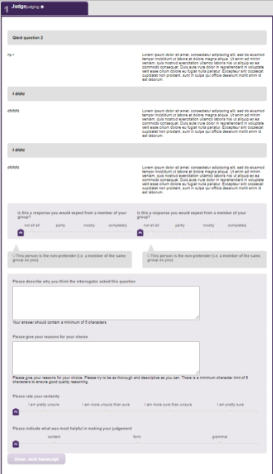 1 Judge judging
Giant question 2
Lorem ipsum dolor sit amet, consectetur adipiscing elit, sed do eiusmod
tempor incididunt ut labore et dolore magna aliqua. Ut enim ad minim
veniam, quis nostrud exercitation ullamco laboris nisi ut aliquip ex ea
commodo consequat. Duis aute irure dolor in reprehenderit in voluptate
velit esse cillum dolore eu fugiat nulla pariatur. Excepteur sint occaecat
cupidatat non proident, sunt in culpa qui officia deserunt mollit anim id
est laborum.
Lorem ipsum dolor sit amet, consectetur adipiscing elit, sed do eiusmod
tempor incididunt ut labore et dolore magna aliqua. Ut enim ad minim
veniam, quis nostrud exercitation ullamco laboris nisi ut aliquip ex ea
commodo consequat. Duis aute irure dolor in reprehenderit in voluptate
velit esse cillum dolore eu fugiat nulla pariatur. Excepteur sint occaecat
cupidatat non proident, sunt in culpa qui officia deserunt mollit anim id
est laborum.
Lorem ipsum dolor sit amet, consectetur adipiscing elit, sed do eiusmod
tempor incididunt ut labore et dolore magna aliqua. Ut enim ad minim
veniam, quis nostrud exercitation ullamco laboris nisi ut aliquip ex ea
commodo consequat. Duis aute irure dolor in reprehenderit in voluptate
velit esse cillum dolore eu fugiat nulla pariatur. Excepteur sint occaecat
cupidatat non proident, sunt in culpa qui officia deserunt mollit anim id
est laborum.
Is this a response you would expect from a member of your
group?
not at all partly mostly completely
This person is the non-pretender (i.e. a member of the same
group as you)
Is this a response you would expect from a member of your
group?
not at all partly mostly completely
This person is the non-pretender (i.e. a member of the same
group as you)
Please describe why you think the interrogator asked this question
Your answer should contain a minimum of 5 characters
Please give your reasons for your choice
Please give your reasons for your choice. Please try to be as thorough and descriptive as you can. There is a minimum character limit of 5
characters to ensure good quality reasoning.
Please rate your certainty
I am pretty unsure I am more unsure than sure I am more sure than unsure I am pretty sure
Please indicate what was most helpful in making your judgement
content form grammar